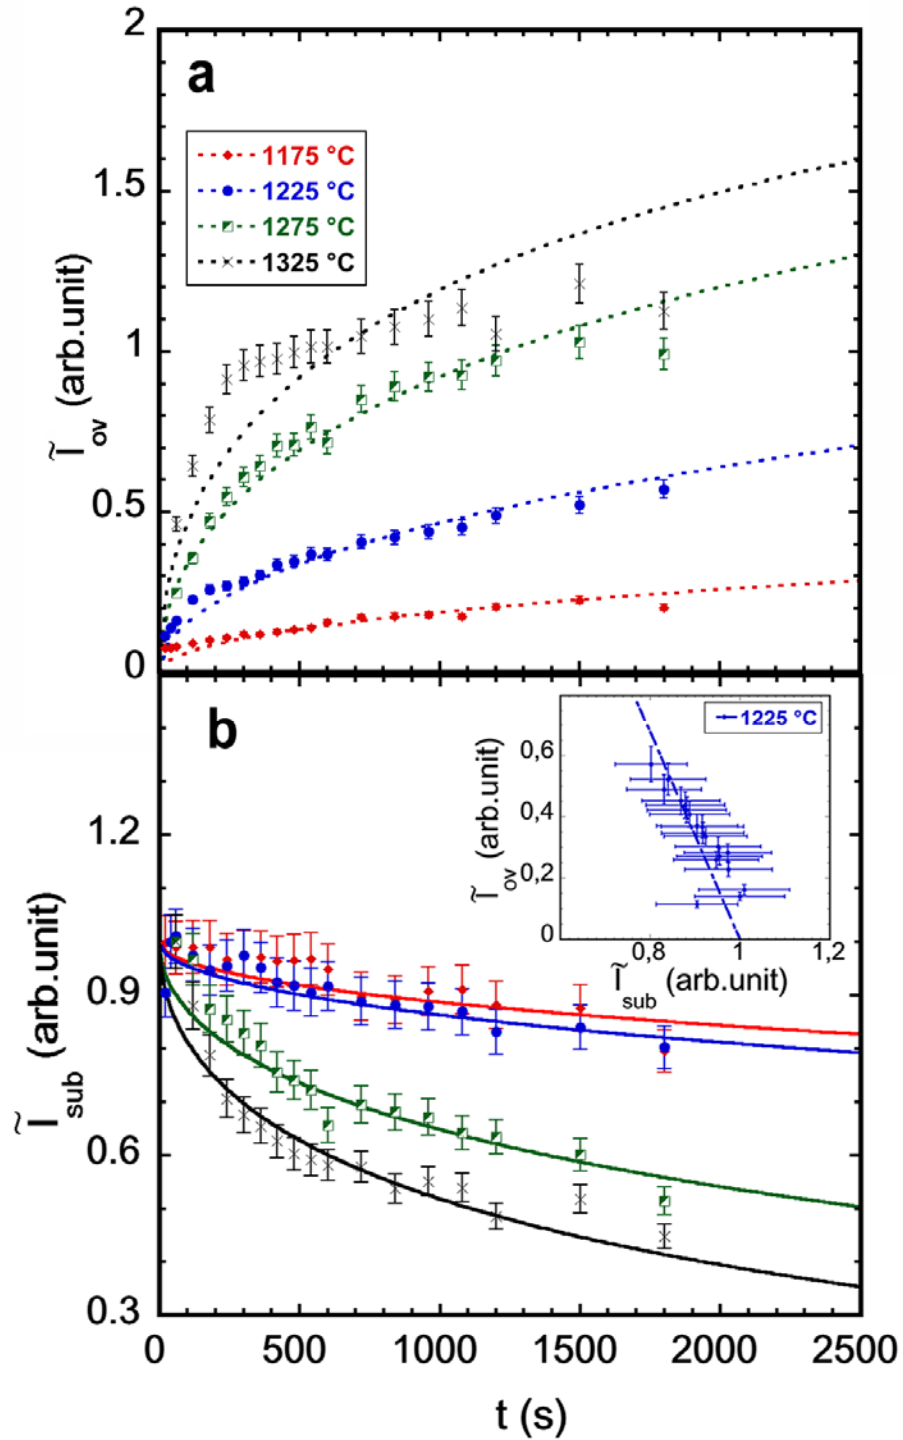 a
1175 °C
1225 °C
1275 °C
1325 °C
2
1.5
1
0.5
0
Ĩov (arb.unit)
b
1225 °C
0,6
0,4
0,2
0
Ĩov (arb.unit)
0,8 1 1,2
Ĩsub (arb.unit)
1.2
0.9
0.6
0.3
Ĩsub (arb.unit)
0 500 1000 1500 2000 2500
t (s)